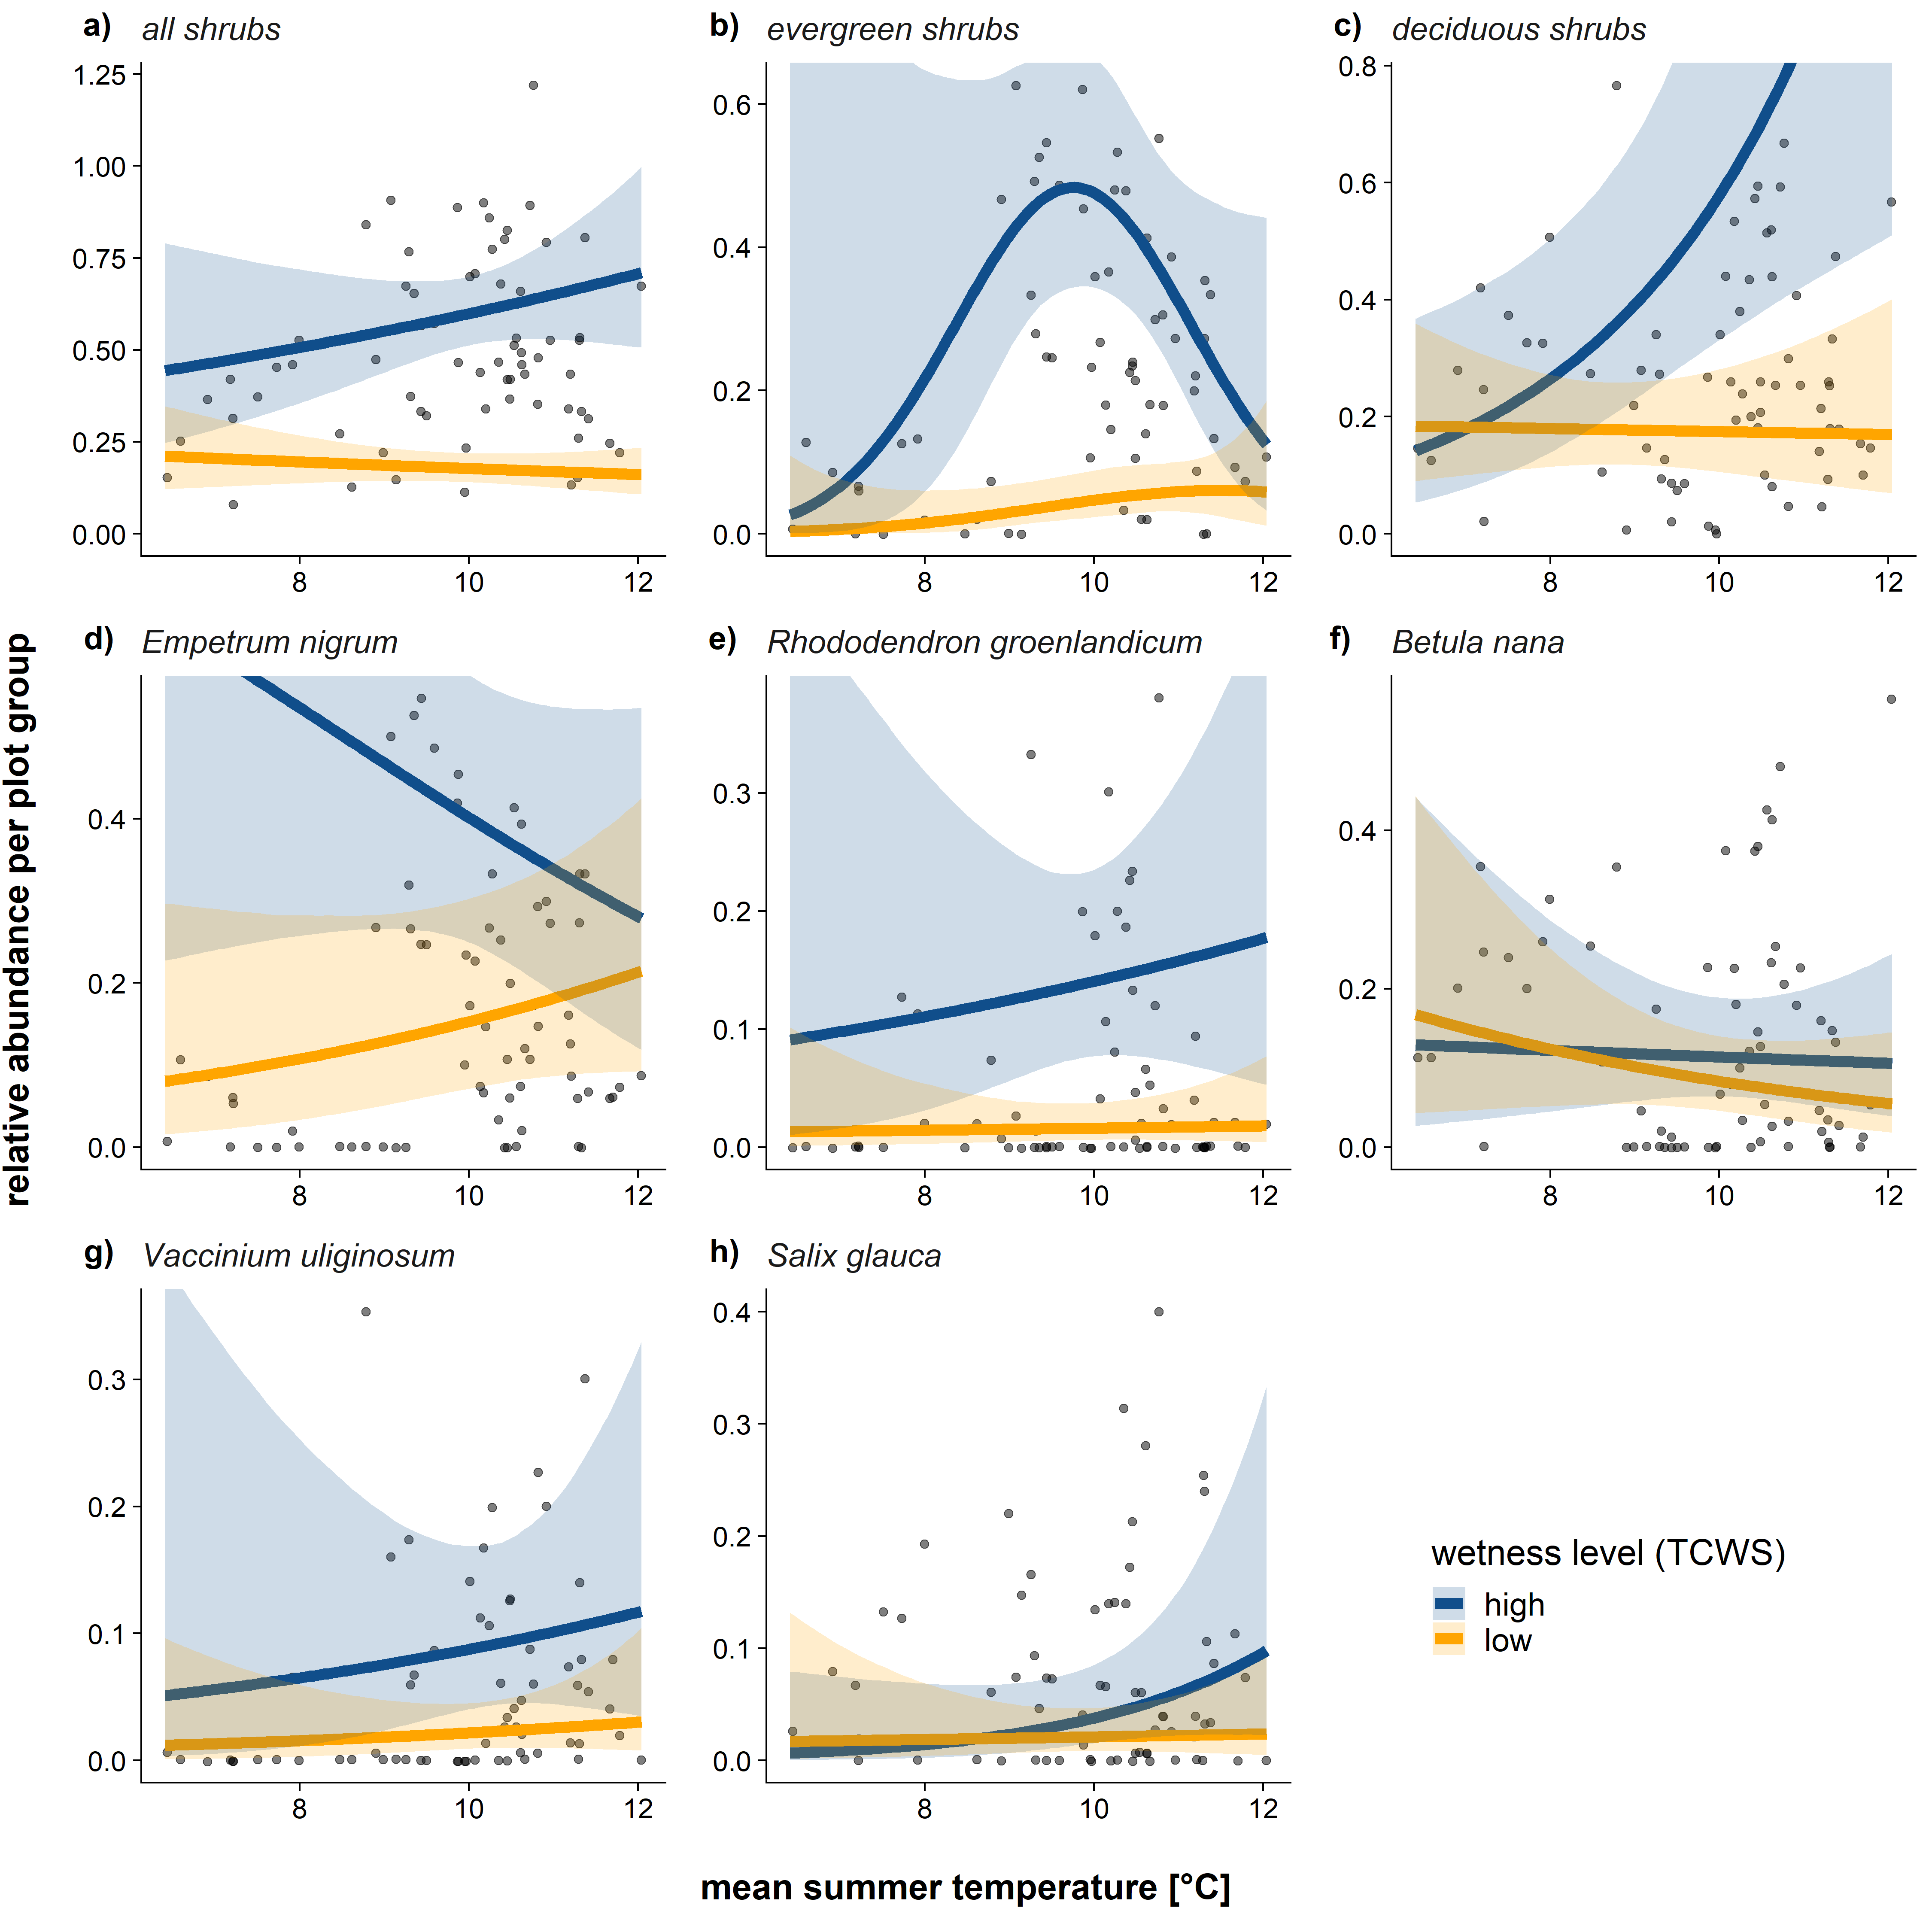 a) all shrubs
1.25
1.00
0.75
0.50
0.25
0.00
8 10 12
b) evergreen shrubs
0.6
0.4
0.2
0.0
8 10 12
c) deciduous shrubs
0.8
0.6
0.4
0.2
0.0
8 10 12
relative abundance per plot group
d) Empetrum nigrum
0.4
0.2
0.0
8 10 12
e) Rhododendron groenlandicum
0.3
0.2
0.1
0.0
8 10 12
f) Betula nana
0.4
0.2
0.0
8 10 12
g) Vaccinium uliginosum
0.3
0.2
0.1
0.0
8 10 12
h) Salix glauca
0.4
0.3
0.2
0.1
0.0
8 10 12
wetness level (TCWS)
high
low
mean summer temperature [°C]